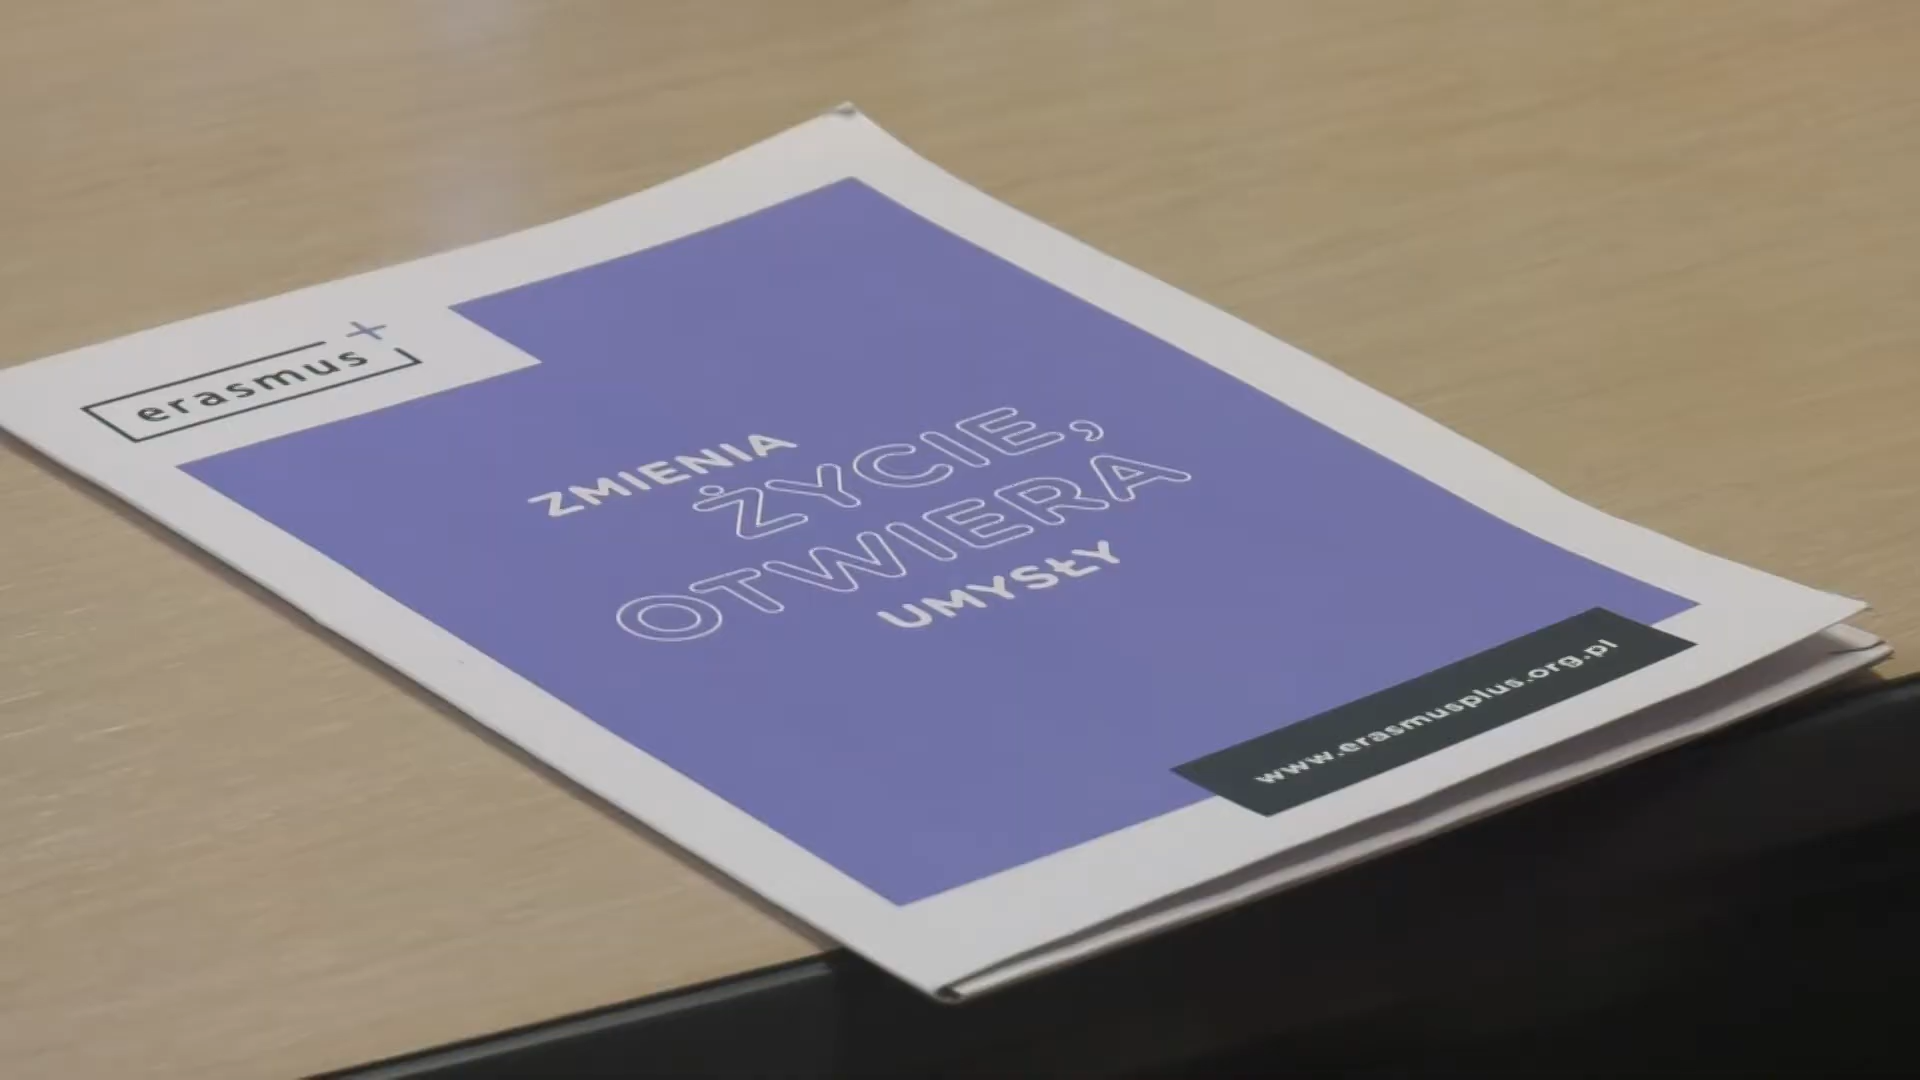 erasmus+
ZMIENIA
ŻYCIE,
OTWIERA
UMYSŁY
www.erasmusplus.org.pl